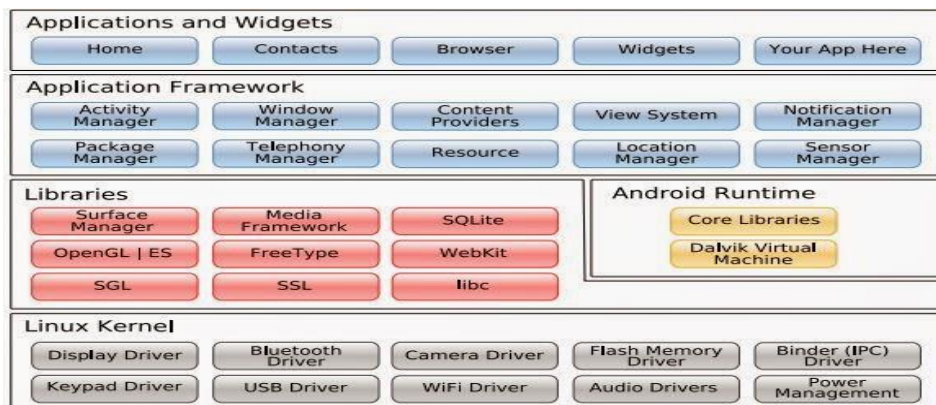 Applications and Widgets
Home
Contacts
Browser
Widgets
Your App Here
Application Framework
Activity
Manager
Window
Manager
Content
Providers
View System
Notification
Manager
Package
Manager
Telephony
Manager
Resource
Location
Manager
Sensor
Manager
Libraries
Surface
Manager
Media
Framework
SQLite
OpenGL | ES
FreeType
WebKit
SGL
SSL
libc
Android Runtime
Core Libraries
Dalvik Virtual
Machine
Linux Kernel
Display Driver
Bluetooth
Driver
Camera Driver
Flash Memory
Driver
Binder (IPC)
Driver
Keypad Driver
USB Driver
WiFi Driver
Audio Drivers
Power
Management